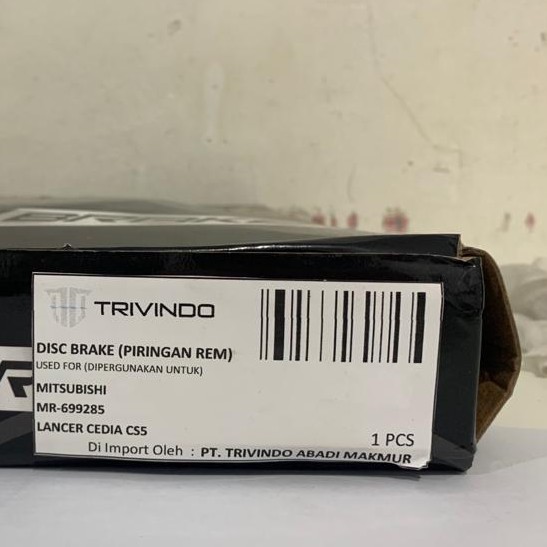 TRIVINDO
DISC BRAKE (PIRINGAN REM)
USED FOR (DIPERGUNAKAN UNTUK)
MITSUBISHI
MR-699285
LANCER CEDIA CS5
1 PCS
Di Import Oleh : PT. TRIVINDO ABADI MAKMUR